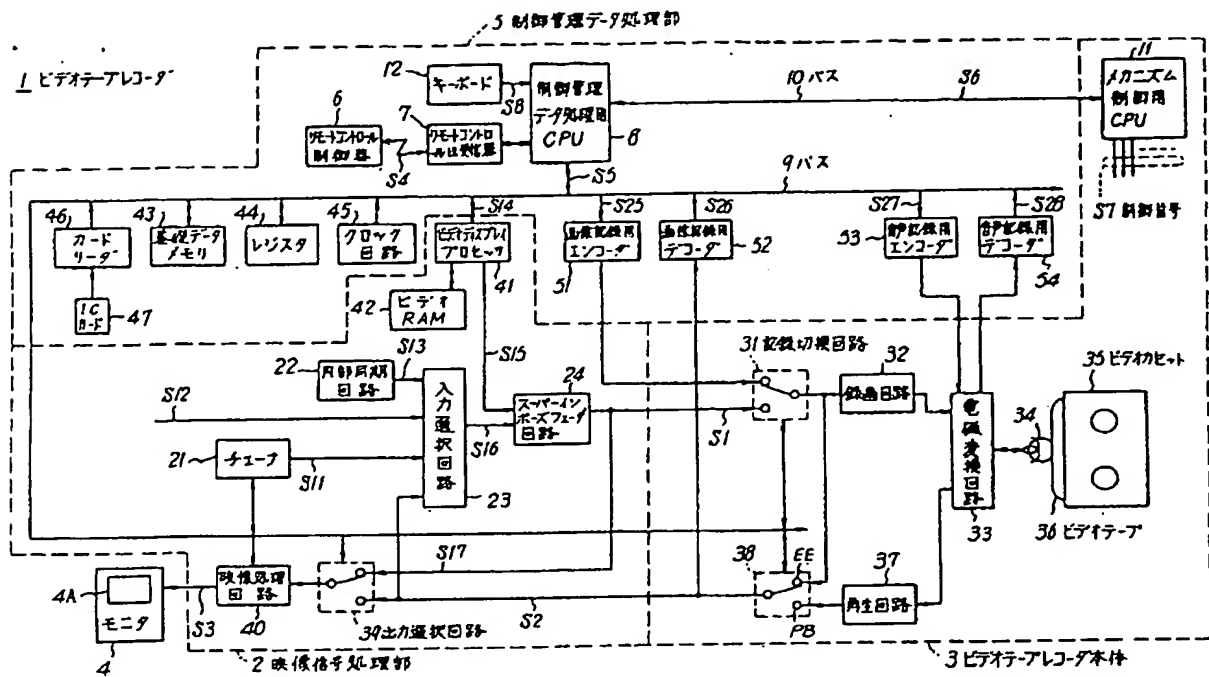 5 制御管理データ処理部
1 ビデオテープレコーダ
12
キーボード
S8
制御管理
データ処理用
CPU
8
10 バス
S6
11
メカニズム
制御用
CPU
S7 制御信号
6
リモートコントロール
制御器
S4
7
リモートコントロ
ール送受信器
S5
9 バス
46
カード
リーダ
43
基礎データ
メモリ
44
レジスタ
45
クロック
回路
S14
ビデオディスプレイ
プロセッサ
41
S25
画像記録用
エンコーダ
51
S26
画像記録用
デコーダ
52
S27
53
音声記録用
エンコーダ
S28
音声記録用
デコーダ
54
IC
カード
47
42
ビデオ
RAM
S15
22
内部同期
回路
S13
S12
21
チューナ
S11
入力選択回路
23
S16
24
スーパーイン
ポーズフェーダ
回路
S1
31 記録切換回路
32
録画回路
電磁変換回路
33
34
35 ビデオカセット
36 ビデオテープ
S17
S2
38
EE
PB
37
再生回路
4A
モニタ
4
S3
映像処理
回路
40
39 出力選択回路
2 映像信号処理部
3 ビデオテープレコーダ本体